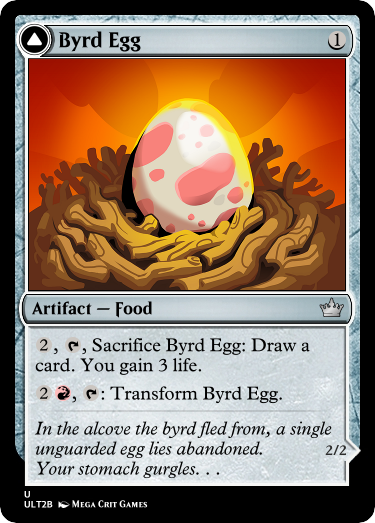 Byrd Egg 1
Artifact — Food
2, , Sacrifice Byrd Egg: Draw a
card. You gain 3 life.
2 , : Transform Byrd Egg.
In the alcove the byrd fled from, a single
unguarded egg lies abandoned.
Your stomach gurgles. . .
2/2
U
ULT2B Mega Crit Games